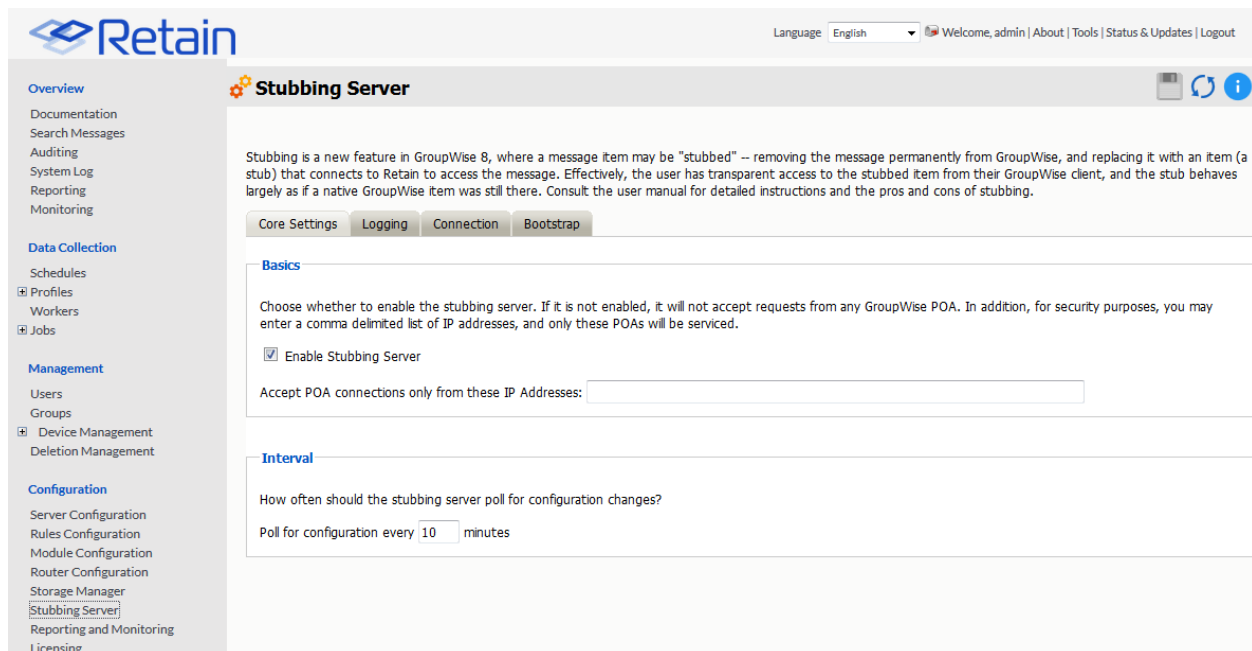 Retain
Language English Welcome, admin | About | Tools | Status & Updates | Logout
Overview
Documentation
Search Messages
Auditing
System Log
Reporting
Monitoring
Data Collection
Schedules
Profiles
Workers
Jobs
Management
Users
Groups
Device Management
Deletion Management
Configuration
Server Configuration
Rules Configuration
Module Configuration
Router Configuration
Storage Manager
Stubbing Server
Reporting and Monitoring
Licensing
Stubbing Server
Stubbing is a new feature in GroupWise 8, where a message item may be "stubbed" -- removing the message permanently from GroupWise, and replacing it with an item (a
stub) that connects to Retain to access the message. Effectively, the user has transparent access to the stubbed item from their GroupWise client, and the stub behaves
largely as if a native GroupWise item was still there. Consult the user manual for detailed instructions and the pros and cons of stubbing.
Core Settings Logging Connection Bootstrap
Basics
Choose whether to enable the stubbing server. If it is not enabled, it will not accept requests from any GroupWise POA. In addition, for security purposes, you may
enter a comma delimited list of IP addresses, and only these POAs will be serviced.
Enable Stubbing Server
Accept POA connections only from these IP Addresses:
Interval
How often should the stubbing server poll for configuration changes?
Poll for configuration every 10 minutes